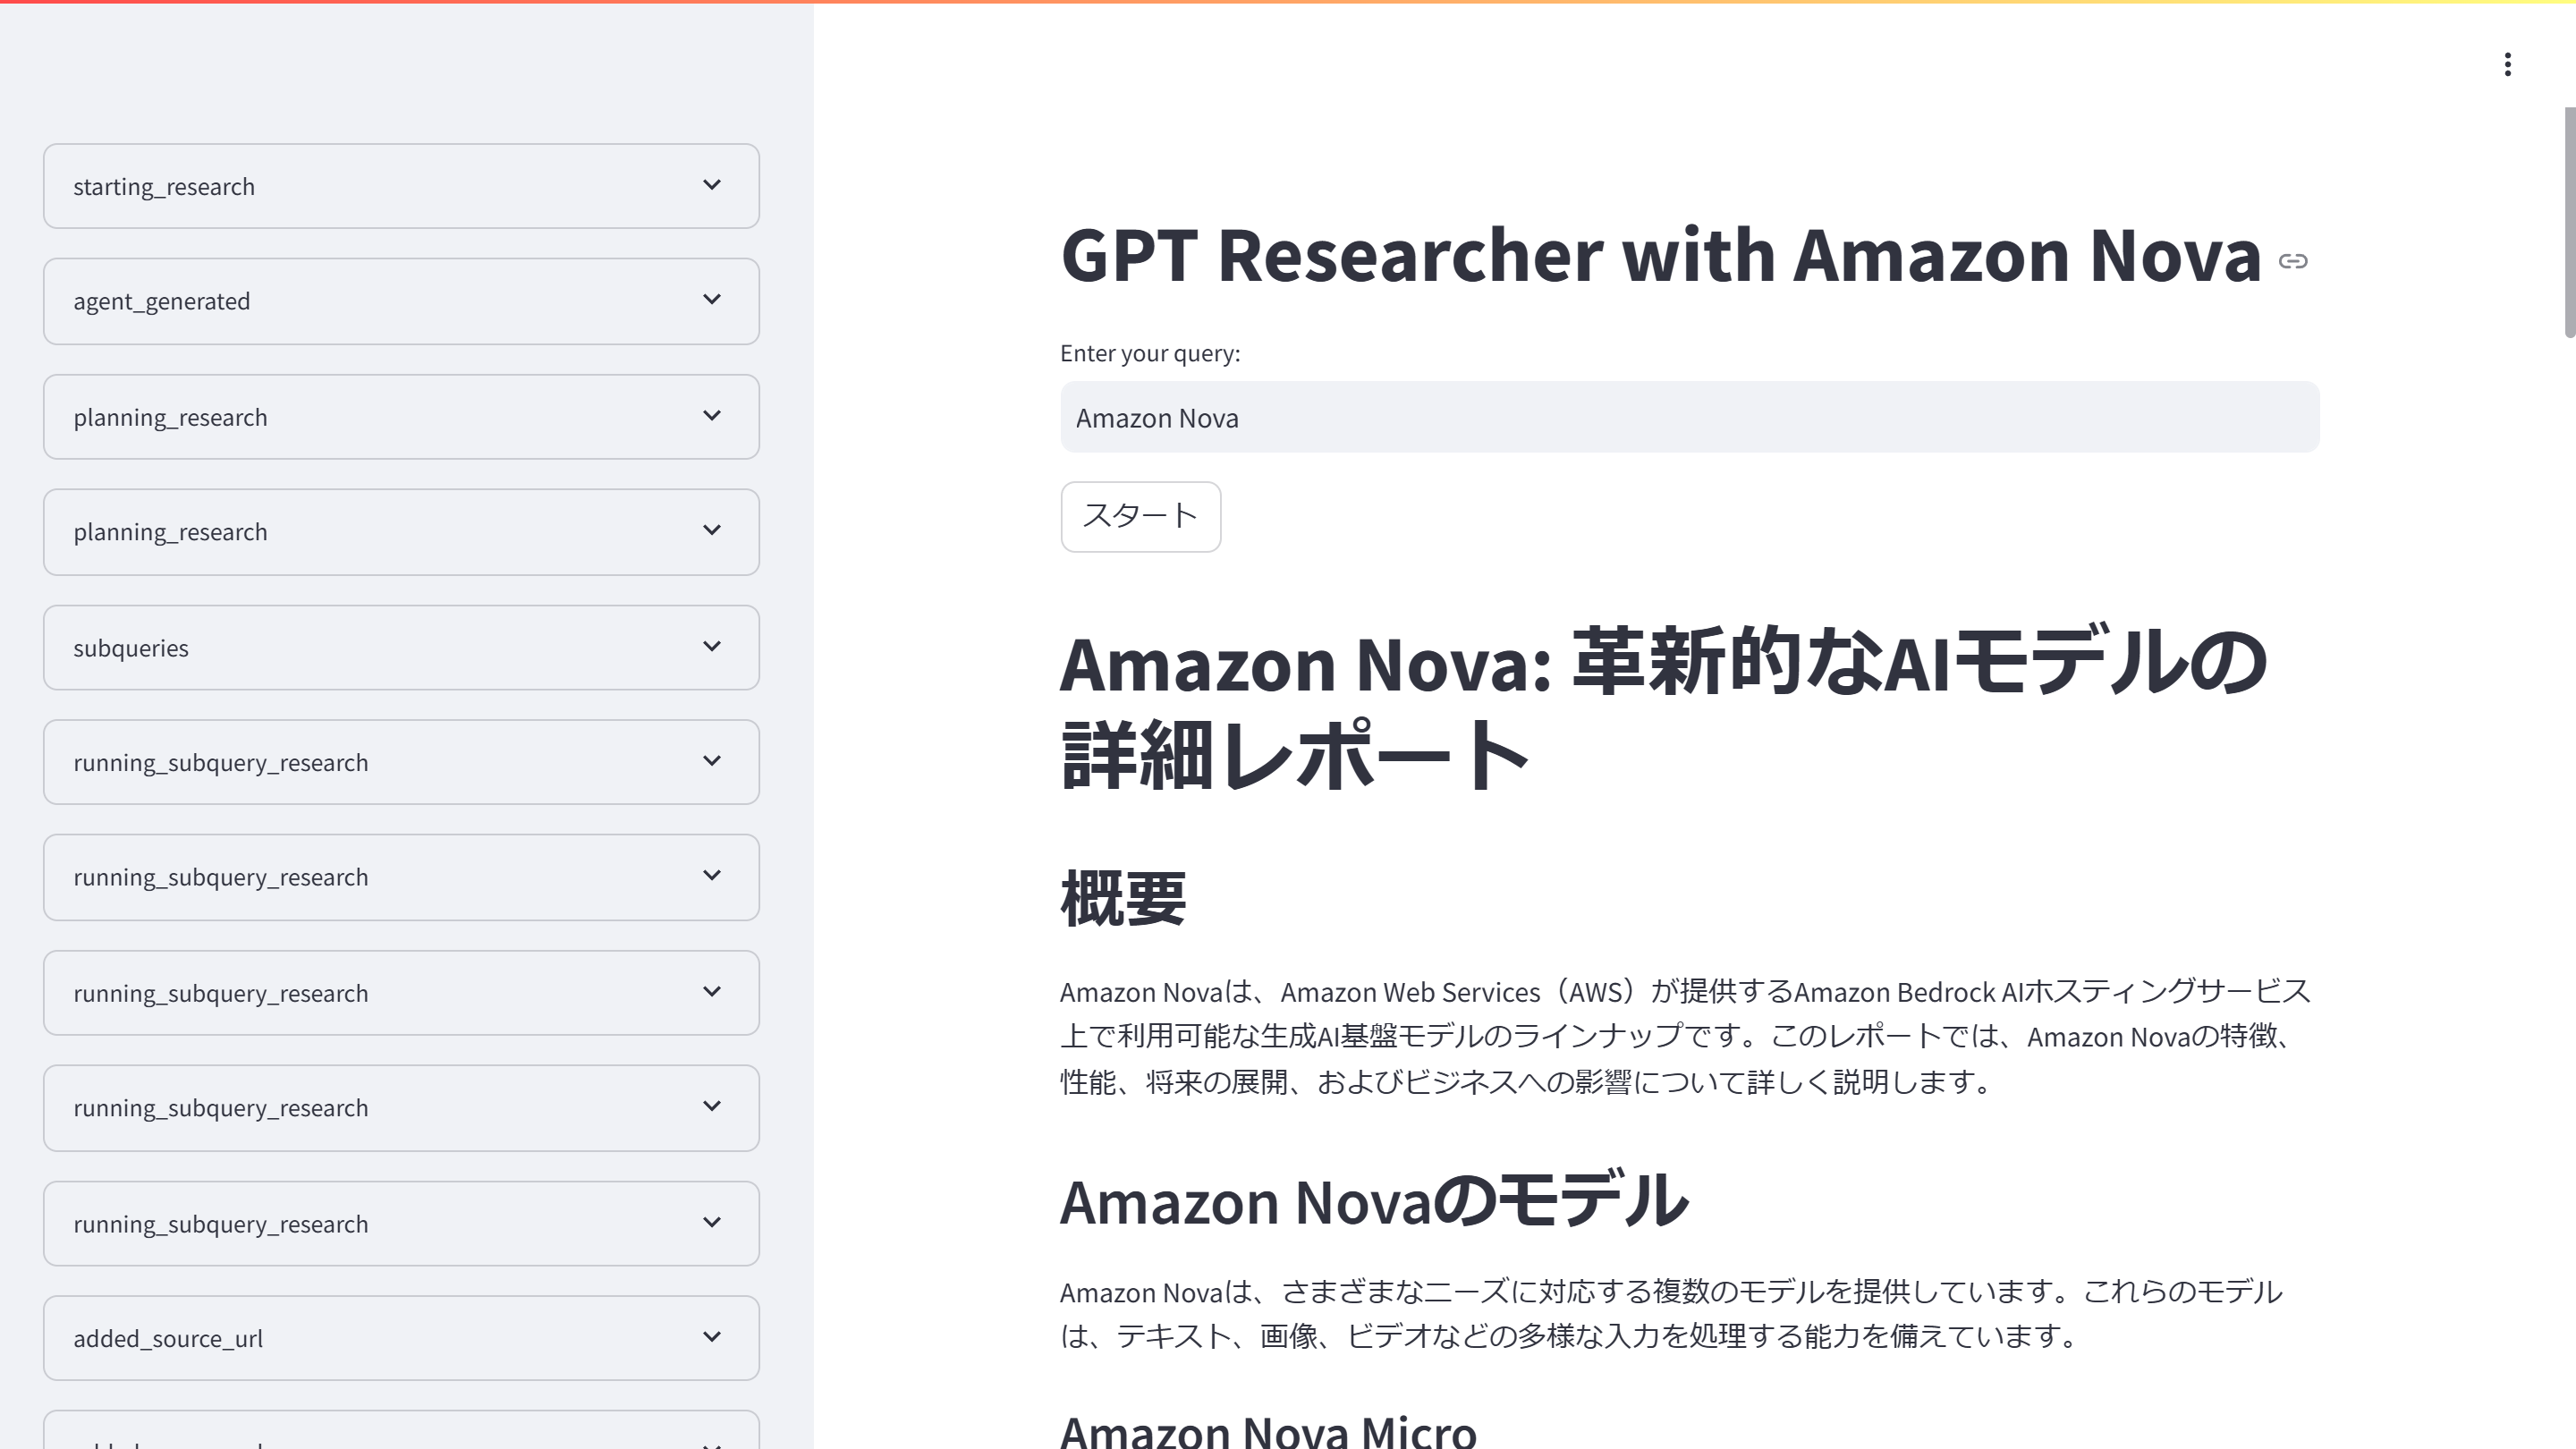 starting_research
agent_generated
planning_research
planning_research
subqueries
running_subquery_research
running_subquery_research
running_subquery_research
running_subquery_research
running_subquery_research
added_source_url
GPT Researcher with Amazon Nova
Enter your query:
Amazon Nova
スタート
Amazon Nova: 革新的なAIモデルの
詳細レポート
概要
Amazon Novaは、Amazon Web Services（AWS）が提供するAmazon Bedrock AIホスティングサービス
上で利用可能な生成AI基盤モデルのラインナップです。このレポートでは、Amazon Novaの特徴、
性能、将来の展開、およびビジネスへの影響について詳しく説明します。
Amazon Novaのモデル
Amazon Novaは、さまざまなニーズに対応する複数のモデルを提供しています。これらのモデル
は、テキスト、画像、ビデオなどの多様な入力を処理する能力を備えています。
Amazon Nova Micro